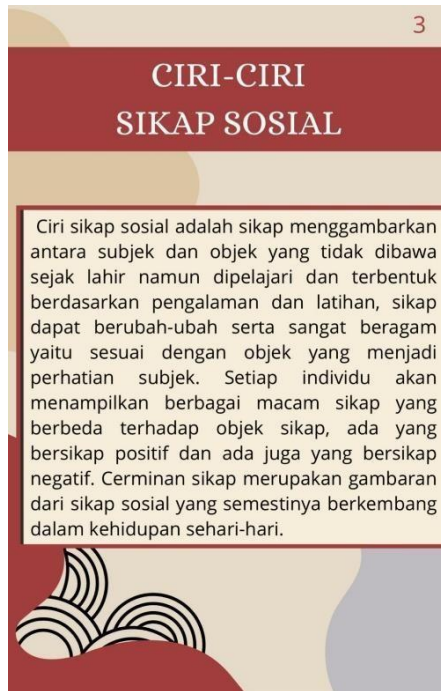 3
CIRI-CIRI
SIKAP SOSIAL
Ciri sikap sosial adalah sikap menggambarkan
antara subjek dan objek yang tidak dibawa
sejak lahir namun dipelajari dan terbentuk
berdasarkan pengalaman dan latihan, sikap
dapat berubah-ubah serta sangat beragam
yaitu sesuai dengan objek yang menjadi
perhatian subjek. Setiap individu akan
menampilkan berbagai macam sikap yang
berbeda terhadap objek sikap, ada yang
bersikap positif dan ada juga yang bersikap
negatif. Cerminan sikap merupakan gambaran
dari sikap sosial yang semestinya berkembang
dalam kehidupan sehari-hari.